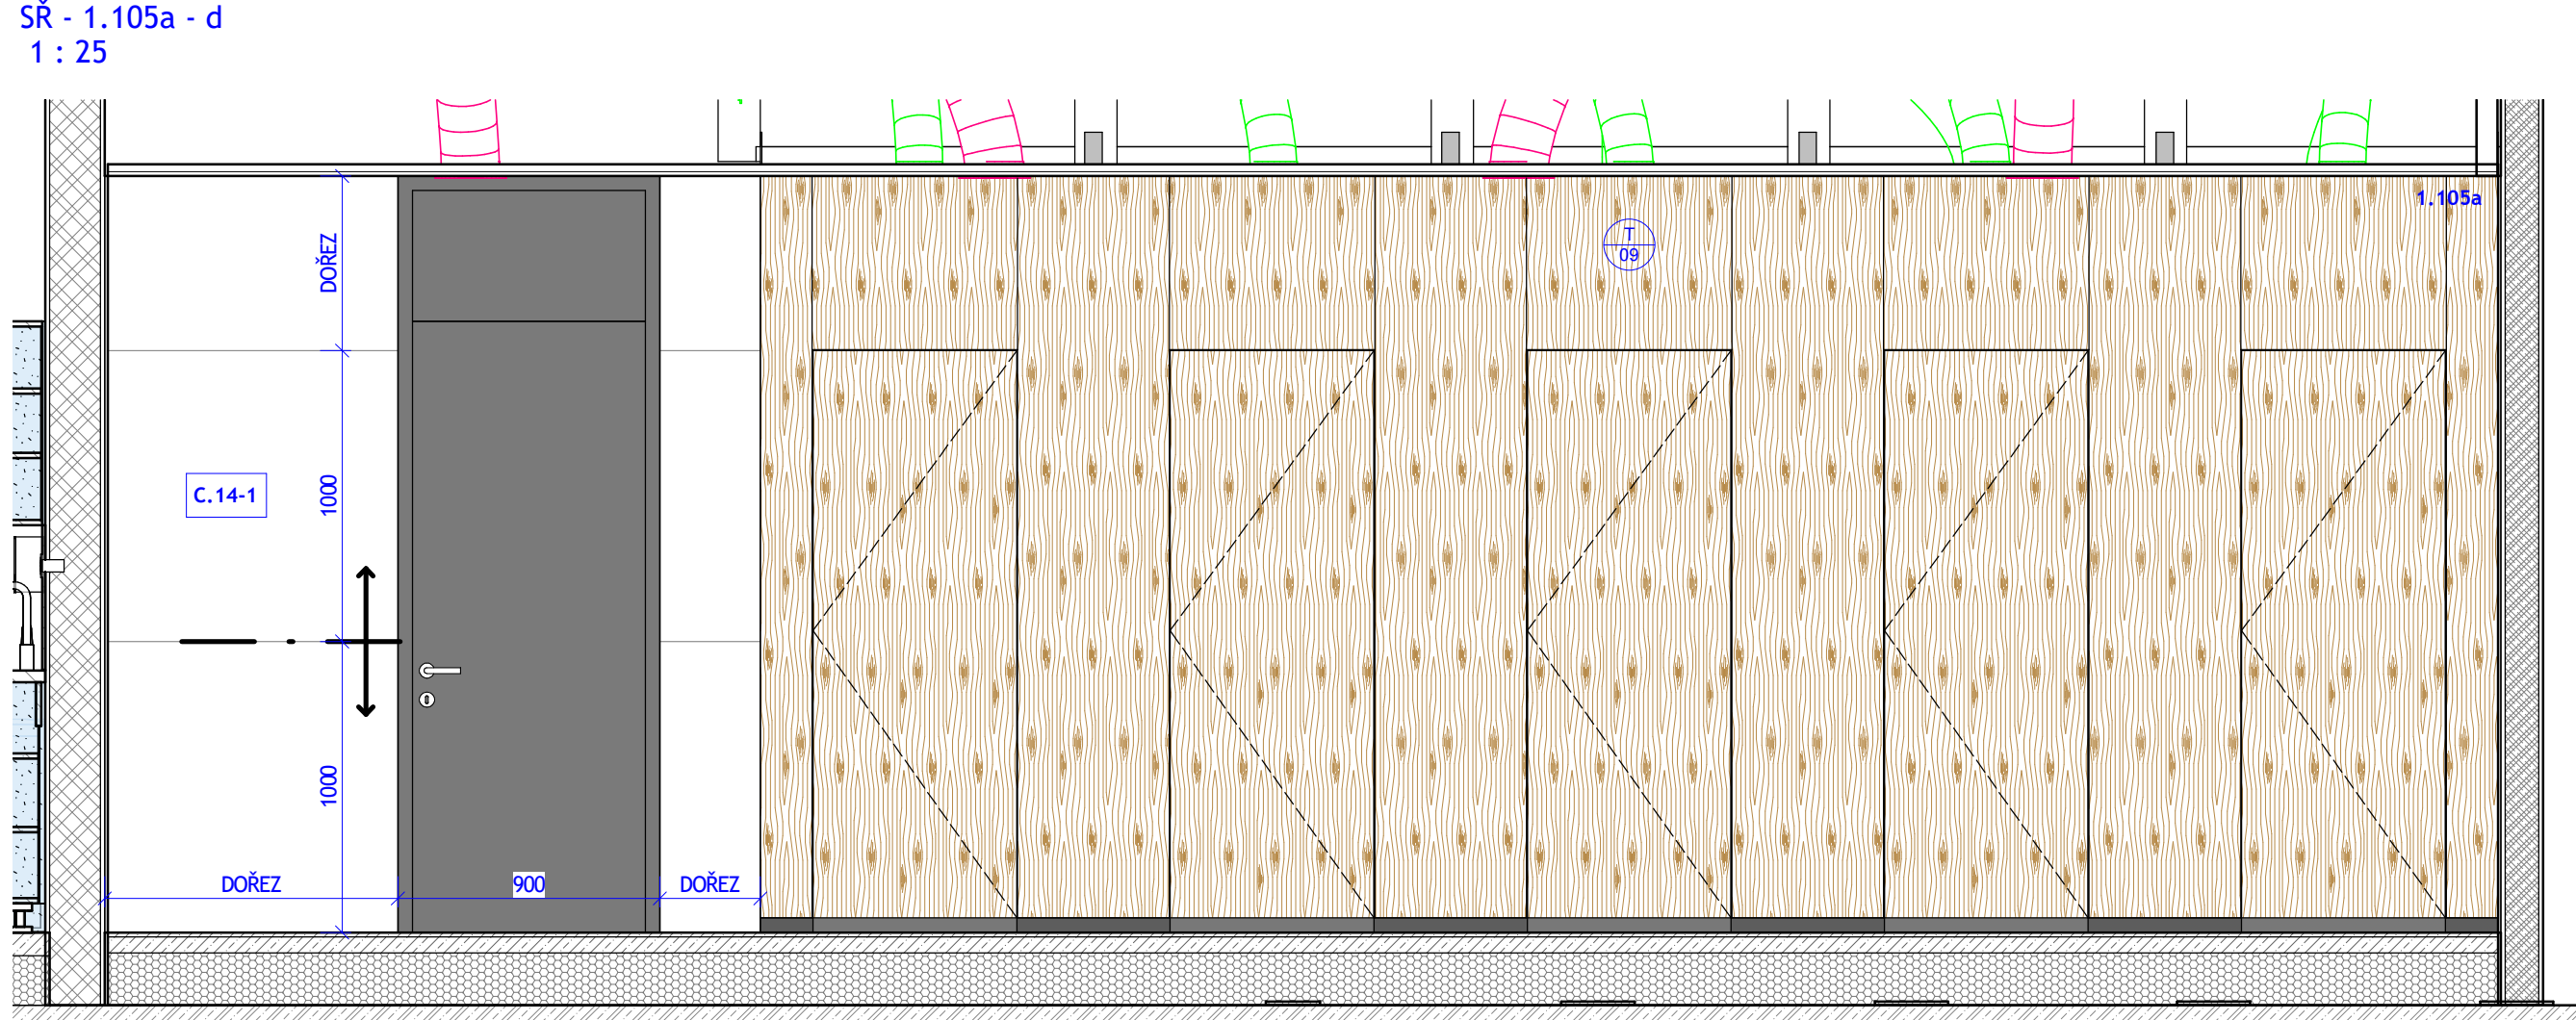 SŘ - 1.105a - d
1 : 25
1.105a
T
09
DOŘEZ
C.14-1
1000
1000
DOŘEZ
900
DOŘEZ